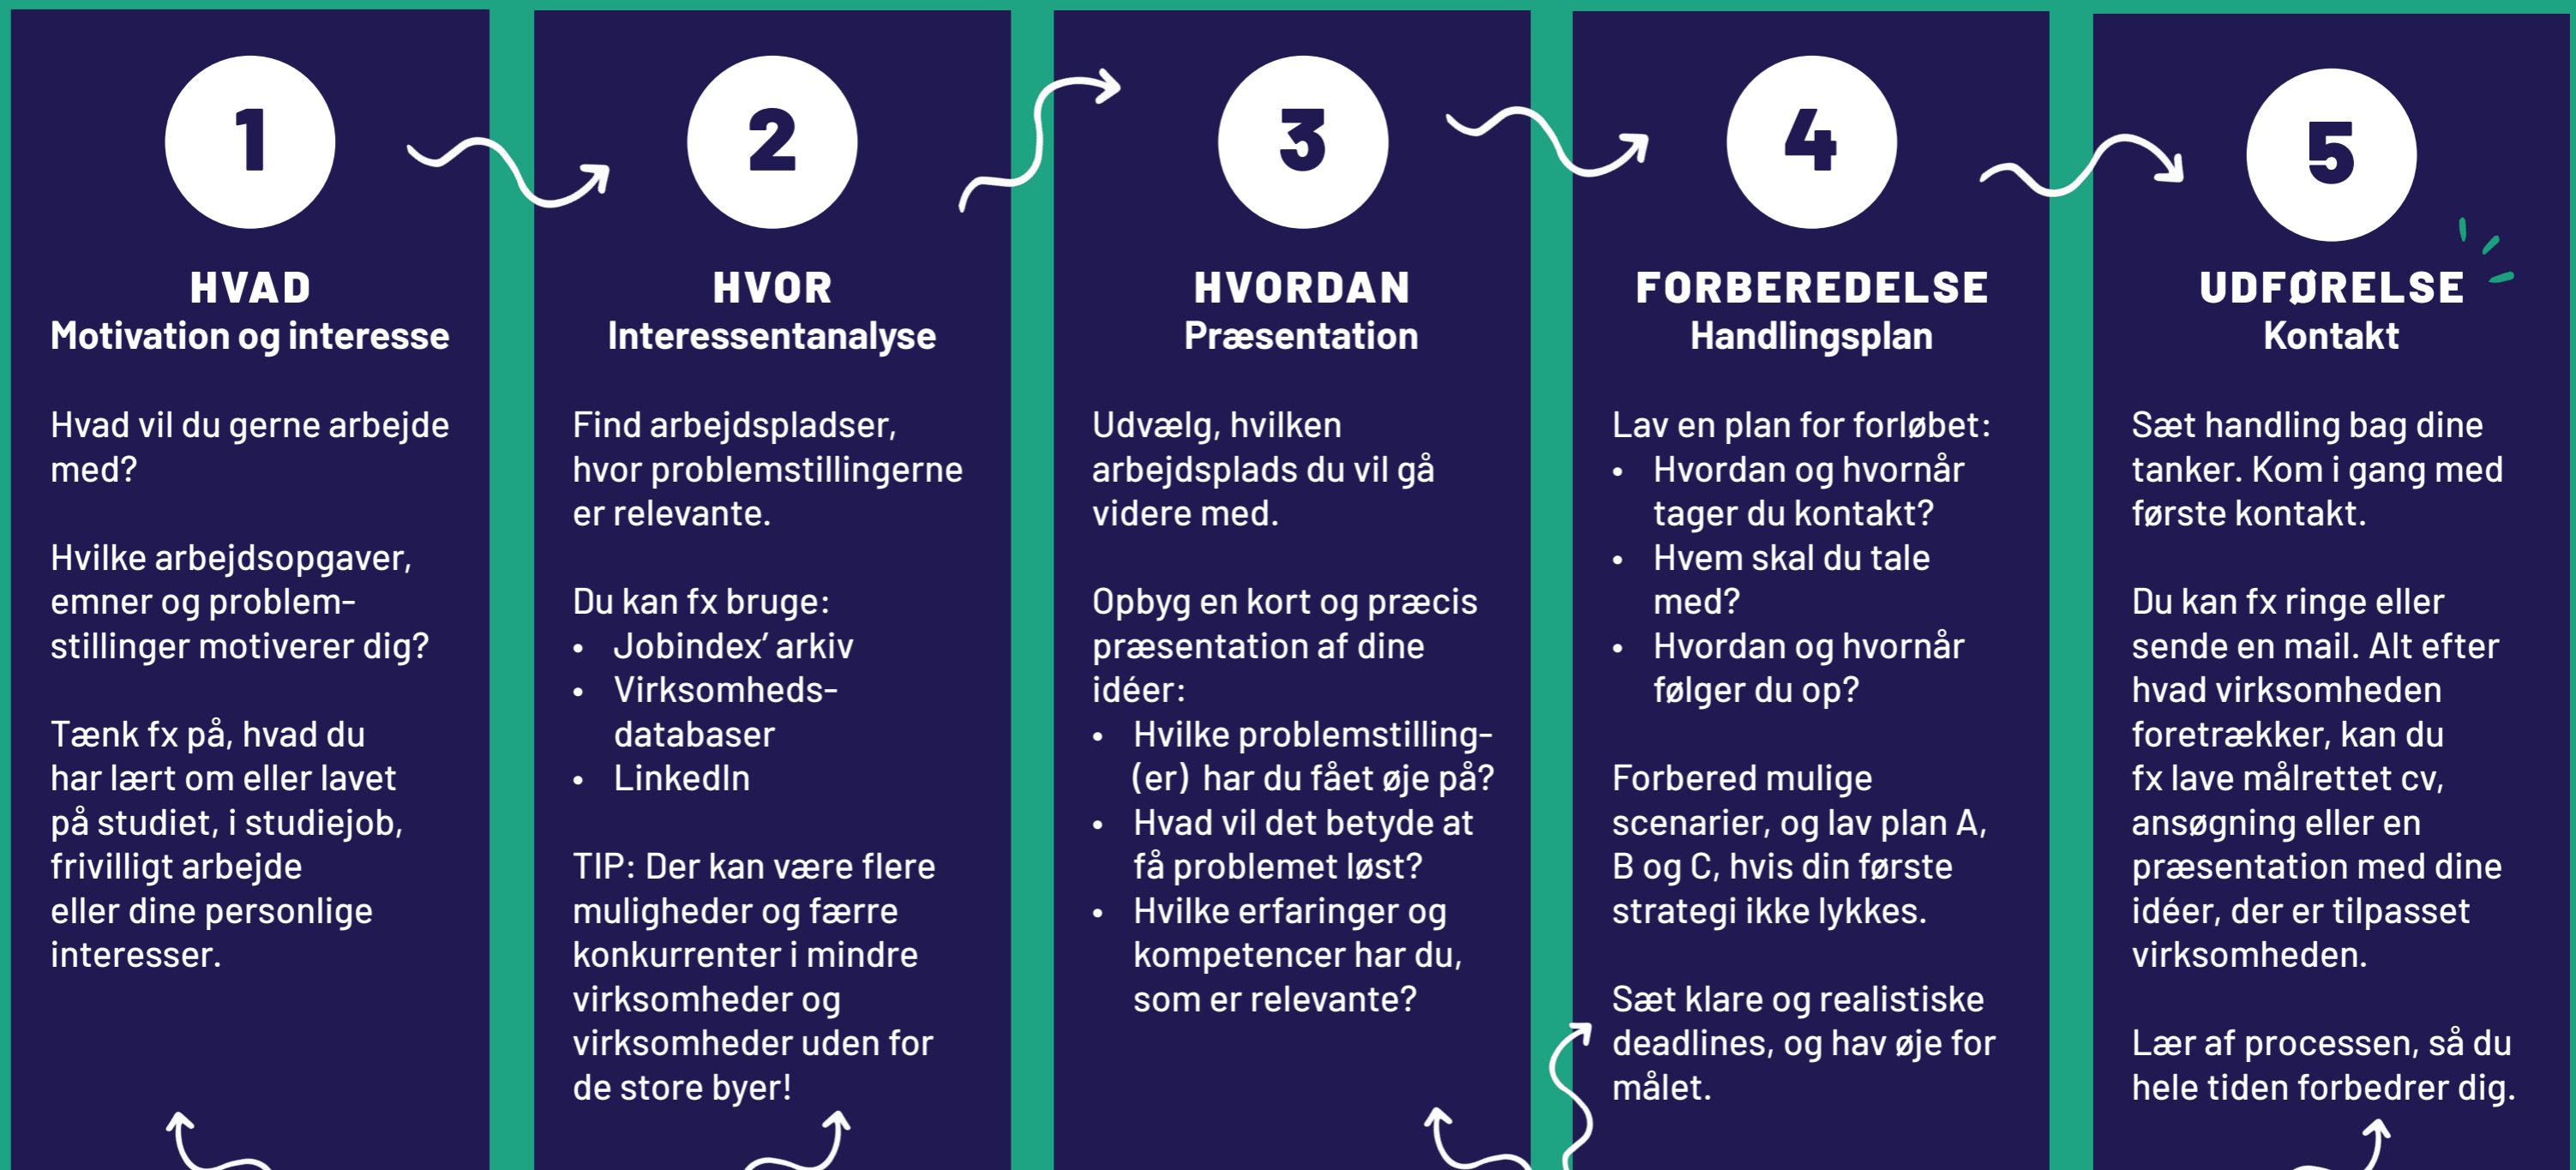 1
HVAD
Motivation og interesse
Hvad vil du gerne arbejde
med?
Hvilke arbejdsopgaver,
emner og problem-
stillinger motiverer dig?
Tænk fx på, hvad du
har lært om eller lavet
på studiet, i studiejob,
frivilligt arbejde
eller dine personlige
interesser.
2
HVOR
Interessentanalyse
Find arbejdspladser,
hvor problemstillingerne
er relevante.
Du kan fx bruge:
• Jobindex’ arkiv
• Virksomheds-
databaser
• LinkedIn
TIP: Der kan være flere
muligheder og færre
konkurrenter i mindre
virksomheder og
virksomheder uden for
de store byer!
3
HVORDAN
Præsentation
Udvælg, hvilken
arbejdsplads du vil gå
videre med.
Opbyg en kort og præcis
præsentation af dine
idéer:
• Hvilke problemstilling-
(er) har du fået øje på?
• Hvad vil det betyde at
få problemet løst?
• Hvilke erfaringer og
kompetencer har du,
som er relevante?
4
FORBEREDELSE
Handlingsplan
Lav en plan for forløbet:
• Hvordan og hvornår
tager du kontakt?
• Hvem skal du tale
med?
• Hvordan og hvornår
følger du op?
Forbered mulige
scenarier, og lav plan A,
B og C, hvis din første
strategi ikke lykkes.
Sæt klare og realistiske
deadlines, og hav øje for
målet.
5
UDFØRELSE
Kontakt
Sæt handling bag dine
tanker. Kom i gang med
første kontakt.
Du kan fx ringe eller
sende en mail. Alt efter
hvad virksomheden
foretrækker, kan du
fx lave målrettet cv,
ansøgning eller en
præsentation med dine
idéer, der er tilpasset
virksomheden.
Lær af processen, så du
hele tiden forbedrer dig.